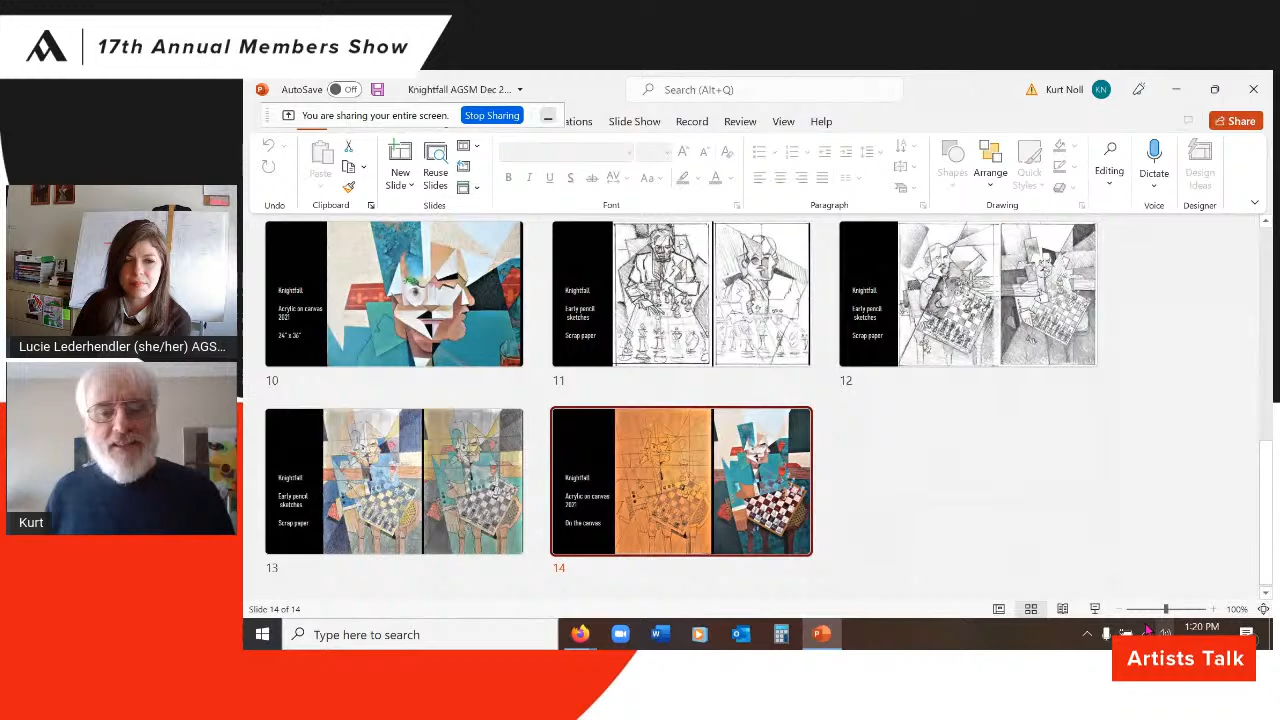 17th Annual Members Show
AutoSave Off Knightfall AGSM Dec 2... Search (Alt+Q) Kurt Noll KN
You are sharing your entire screen. Stop Sharing
ations Slide Show Record Review View Help Share
Paste New Slide Reuse Slides Shapes Arrange Quick Styles Editing Dictate Design Ideas
Undo Clipboard Slides Font Paragraph Drawing Voice Designer
Lucie Lederhendler (she/her) AGS...
Kurt
Knightfall
Acrylic on canvas
2021
24" x 36"
10
Knightfall
Early pencil
sketches
Scrap paper
11
Knightfall
Early pencil
sketches
Scrap paper
12
Knightfall
Early pencil
sketches
Scrap paper
13
Knightfall
Acrylic on canvas
2021
On the canvas
14
Slide 14 of 14 100%
Type here to search 1:20 PM
Artists Talk